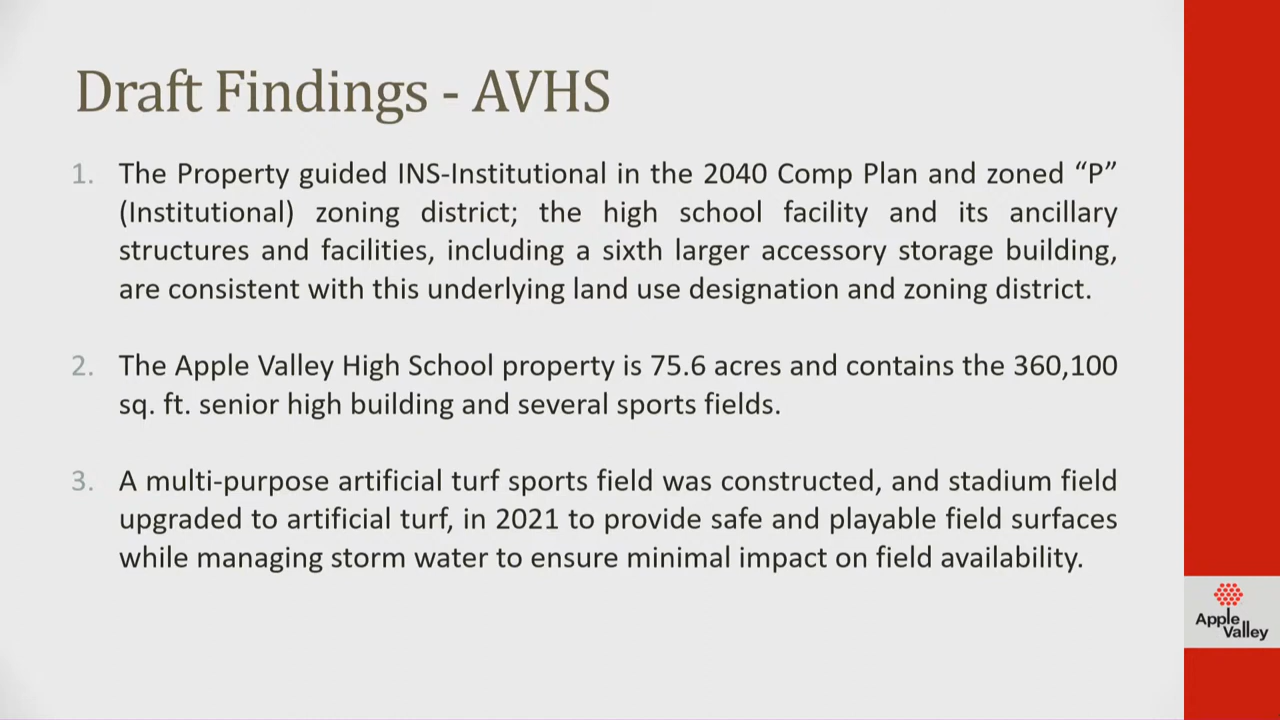 Draft Findings - AVHS
1. The Property guided INS-Institutional in the 2040 Comp Plan and zoned “P”
(Institutional) zoning district; the high school facility and its ancillary
structures and facilities, including a sixth larger accessory storage building,
are consistent with this underlying land use designation and zoning district.
2. The Apple Valley High School property is 75.6 acres and contains the 360,100
sq. ft. senior high building and several sports fields.
3. A multi-purpose artificial turf sports field was constructed, and stadium field
upgraded to artificial turf, in 2021 to provide safe and playable field surfaces
while managing storm water to ensure minimal impact on field availability.
Apple
Valley